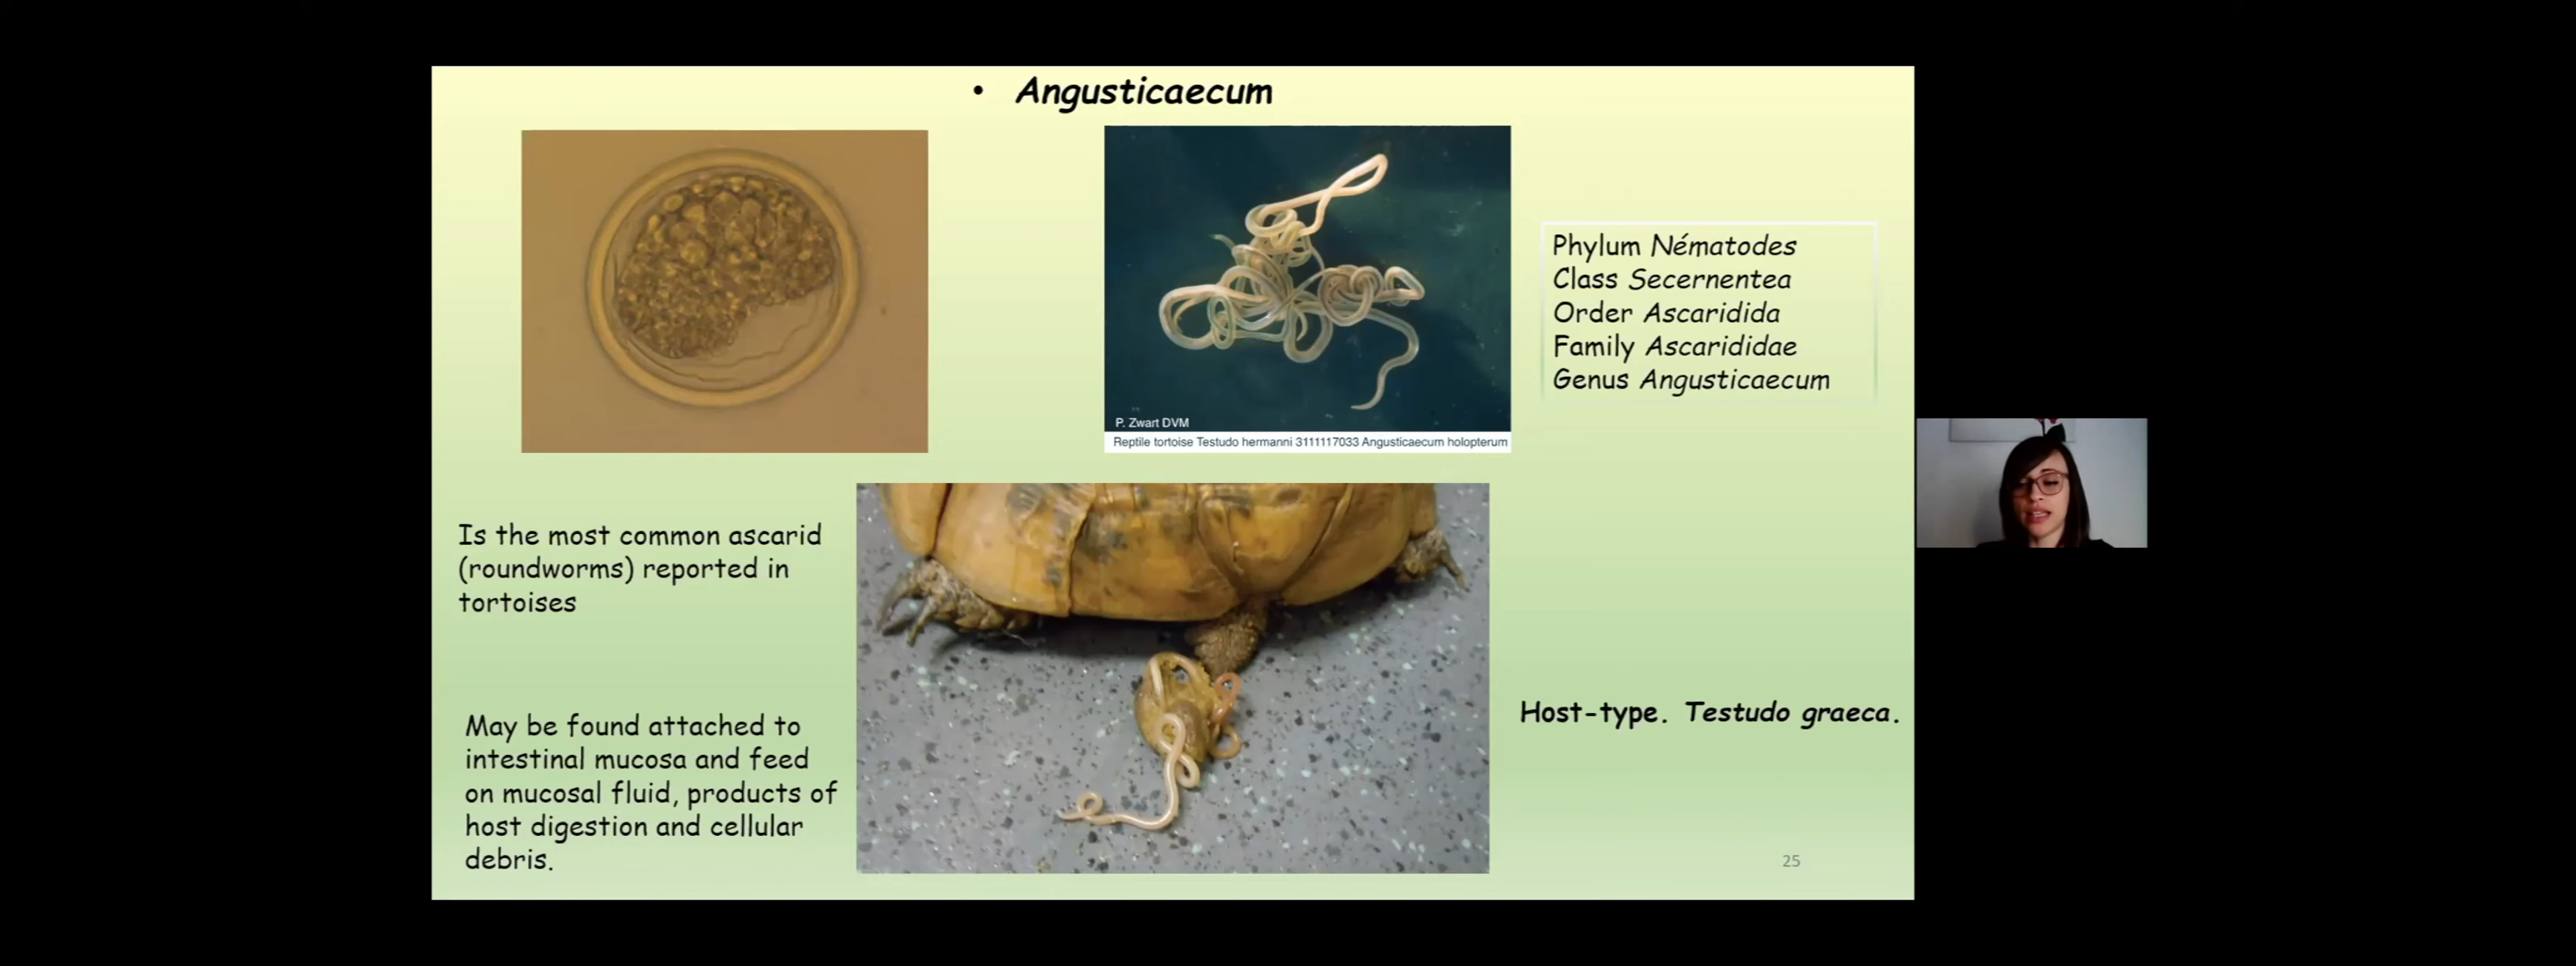 • Angusticaecum
P. Zwart DVM
Reptile tortoise Testudo hermanni 3111117033 Angusticaecum holopterum
Phylum Némátodes
Class Secernentea
Order Ascaridida
Family Ascarididae
Genus Angusticaecum
Is the most common ascarid
(roundworms) reported in
tortoises
May be found attached to
intestinal mucosa and feed
on mucosal fluid, products of
host digestion and cellular
debris.
Host-type. Testudo graeca.
25